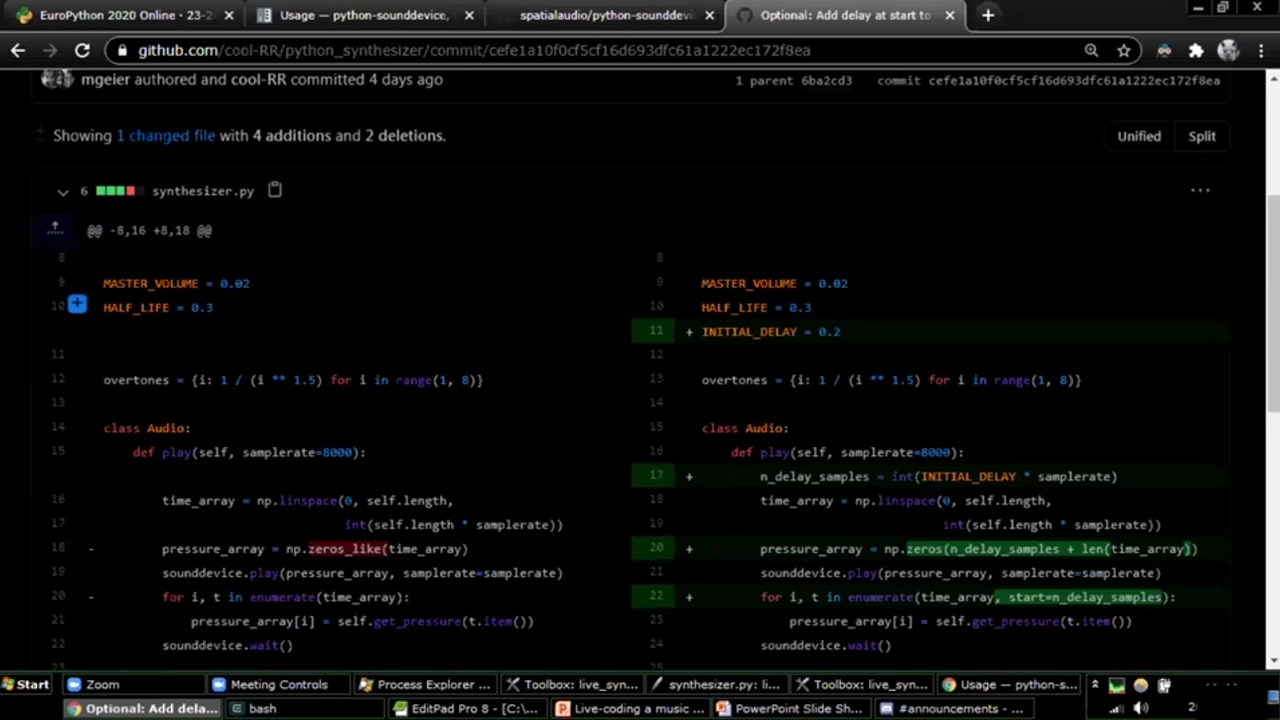 EuroPython 2020 Online · 23-2
Usage — python-sounddevice,
spatialaudio/python-sounddevi
Optional: Add delay at start to
github.com/cool-RR/python_synthesizer/commit/cefe1a10f0cf5cf16d693dfc61a1222ec172f8ea
mgeier authored and cool-RR committed 4 days ago
1 parent 6ba2cd3 commit cefe1a10f0cf5cf16d693dfc61a1222ec172f8ea
Showing 1 changed file with 4 additions and 2 deletions.
Unified Split
6 synthesizer.py
@@ -8,16 +8,18 @@
8
9 MASTER_VOLUME = 0.02
10 HALF_LIFE = 0.3
11
12 overtones = {i: 1 / (i ** 1.5) for i in range(1, 8)}
13
14 class Audio:
15 def play(self, samplerate=8000):
16 time_array = np.linspace(0, self.length,
17 int(self.length * samplerate))
18 - pressure_array = np.zeros_like(time_array)
19 sounddevice.play(pressure_array, samplerate=samplerate)
20 - for i, t in enumerate(time_array):
21 pressure_array[i] = self.get_pressure(t.item())
22 sounddevice.wait()
23
8
9 MASTER_VOLUME = 0.02
10 HALF_LIFE = 0.3
11 + INITIAL_DELAY = 0.2
12
13 overtones = {i: 1 / (i ** 1.5) for i in range(1, 8)}
14
15 class Audio:
16 def play(self, samplerate=8000):
17 + n_delay_samples = int(INITIAL_DELAY * samplerate)
18 time_array = np.linspace(0, self.length,
19 int(self.length * samplerate))
20 + pressure_array = np.zeros(n_delay_samples + len(time_array))
21 sounddevice.play(pressure_array, samplerate=samplerate)
22 + for i, t in enumerate(time_array, start=n_delay_samples):
23 pressure_array[i] = self.get_pressure(t.item())
24 sounddevice.wait()
25
Start Zoom Meeting Controls Process Explorer ... Toolbox: live_syn... synthesizer.py: li... Toolbox: live_syn... Usage — python-s...
Optional: Add dela... bash EditPad Pro 8 - [C:\... Live-coding a music ... PowerPoint Slide Sh... #announcements - ... 2